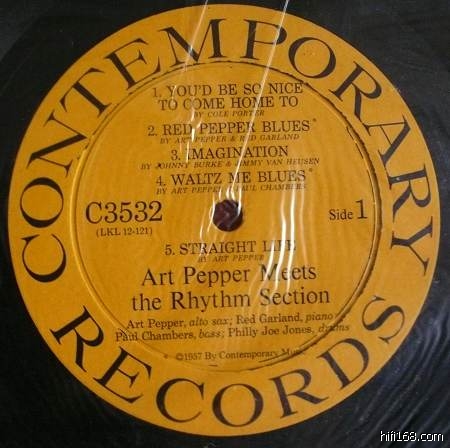 CONTEMPORARY RECORDS
1. YOU'D BE SO NICE*
TO COME HOME TO
BY COLE PORTER
2. RED PEPPER BLUES*
BY ART PEPPER & RED GARLAND
3. IMAGINATION
BY JOHNNY BURKE & JIMMY VAN HEUSEN
4. WALTZ ME BLUES*
BY ART PEPPER & PAUL CHAMBERS
C3532
(LKL 12-121)
Side 1
5. STRAIGHT LIFE
BY ART PEPPER
Art Pepper Meets
the Rhythm Section
Art Pepper, alto sax; Red Garland, piano
Paul Chambers, bass; Philly Joe Jones, drums
©1957 By Contemporary Music
hifi168.com